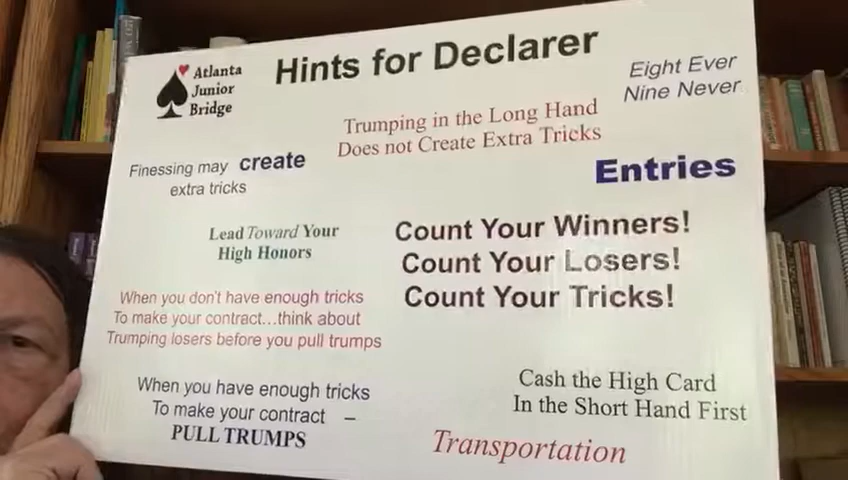 Atlanta
Junior
Bridge
Hints for Declarer
Eight Ever
Nine Never
Trumping in the Long Hand
Does not Create Extra Tricks
Finessing may create
extra tricks
Entries
Lead Toward Your
High Honors
Count Your Winners!
Count Your Losers!
Count Your Tricks!
When you don't have enough tricks
To make your contract...think about
Trumping losers before you pull trumps
When you have enough tricks
To make your contract –
PULL TRUMPS
Cash the High Card
In the Short Hand First
Transportation